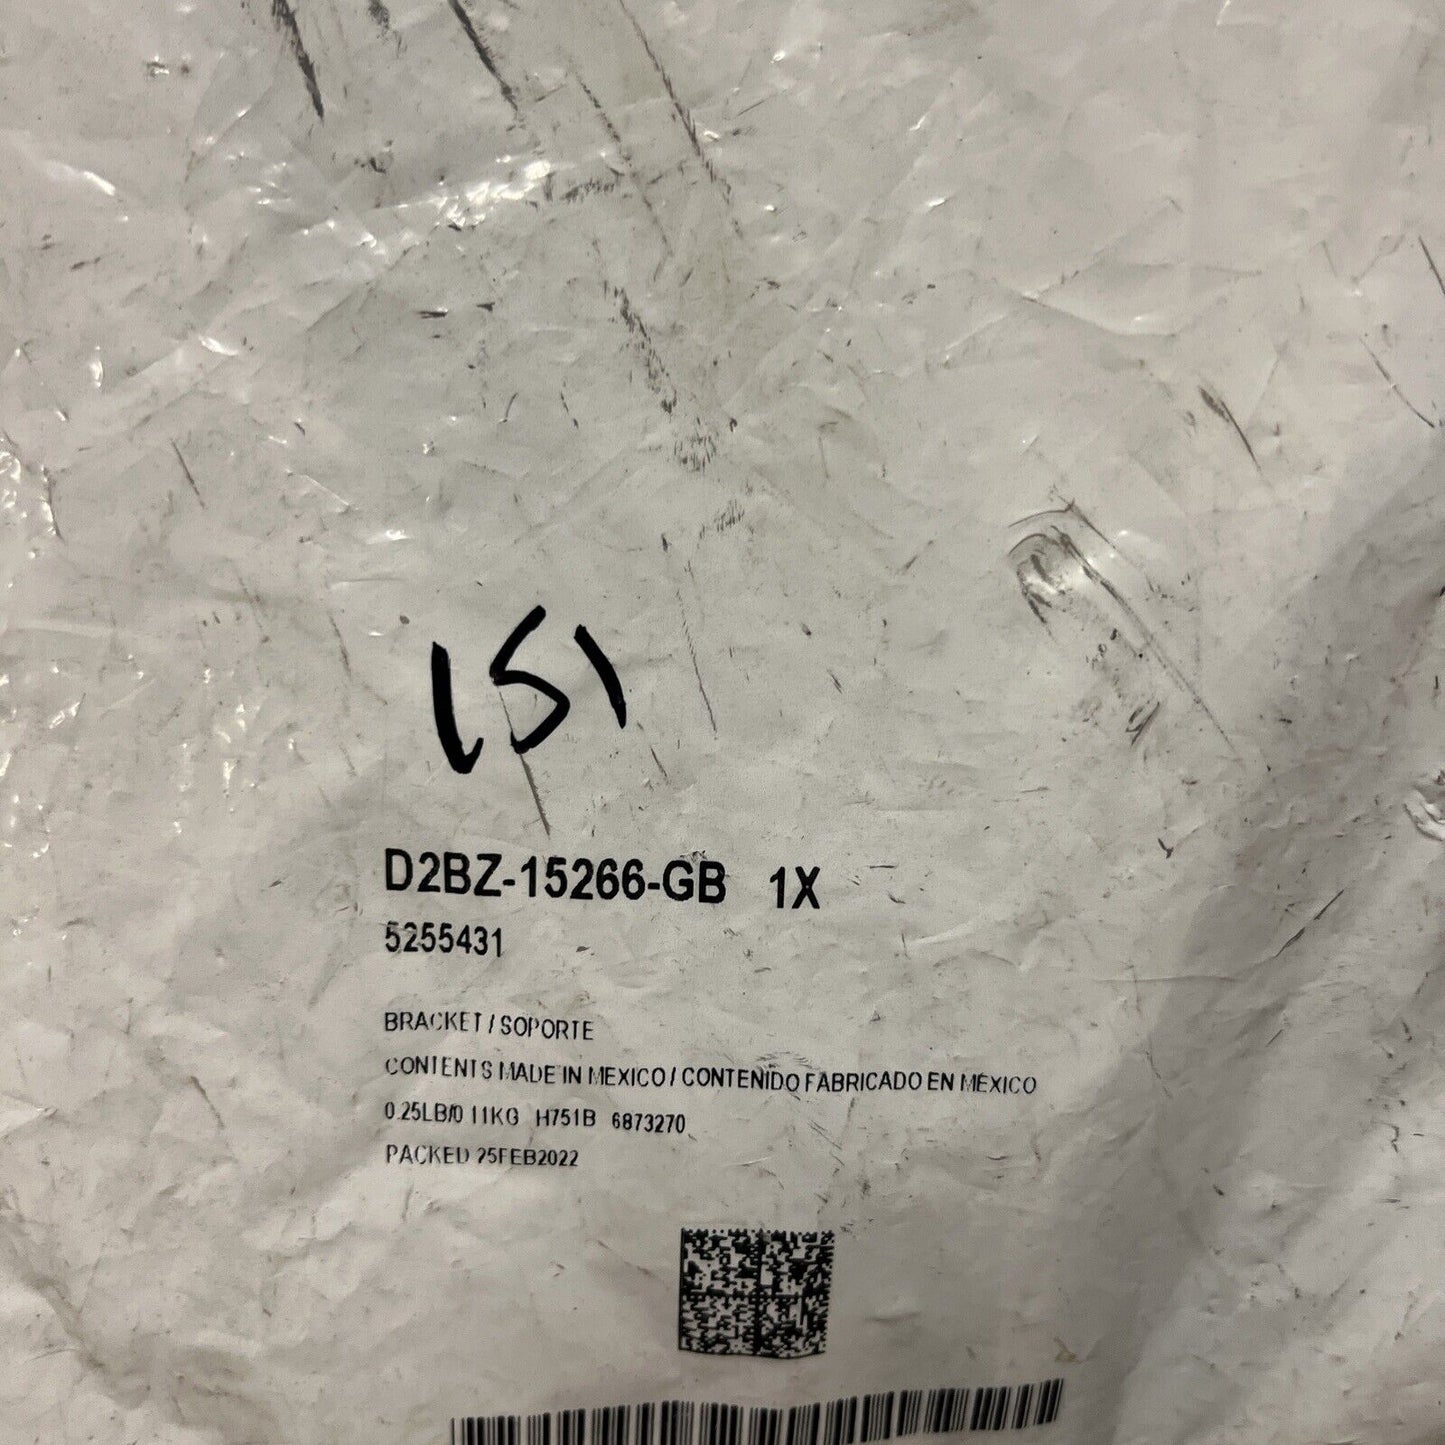 151
D2BZ-15266-GB 1X
5255431
BRACKET / SOPORTE
CONTENTS MADE IN MEXICO / CONTENIDO FABRICADO EN MEXICO
0.25LB/0.11KG H751B 6873270
PACKED 25FEB2022